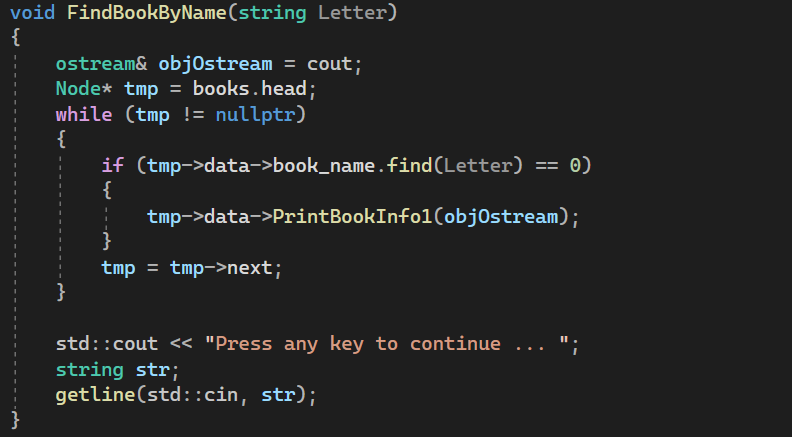 void FindBookByName(string Letter)
{
    ostream& objOstream = cout;
    Node* tmp = books.head;
    while (tmp != nullptr)
    {
        if (tmp->data->book_name.find(Letter) == 0)
        {
            tmp->data->PrintBookInfo1(objOstream);
        }
        tmp = tmp->next;
    }

    std::cout << "Press any key to continue ... ";
    string str;
    getline(std::cin, str);
}